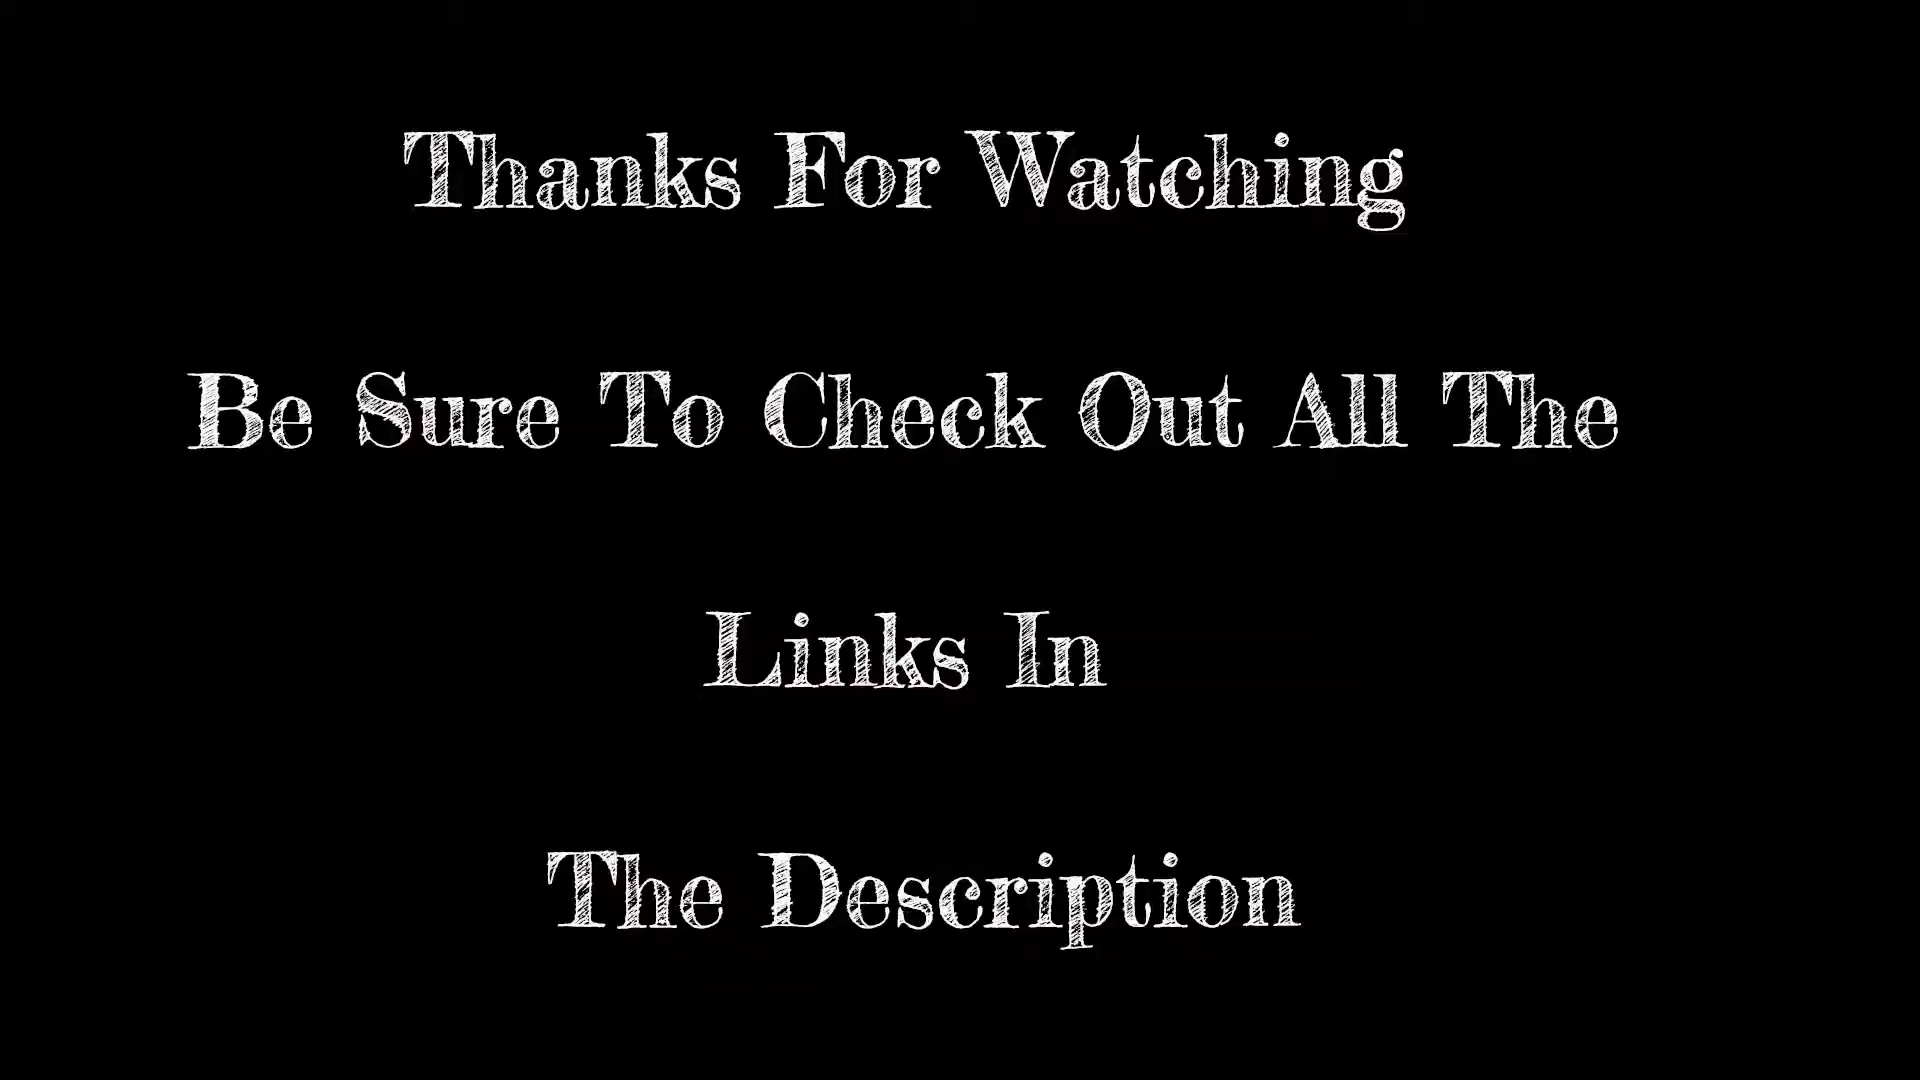 Thanks For Watching
Be Sure To Check Out All The
Links In
The Description